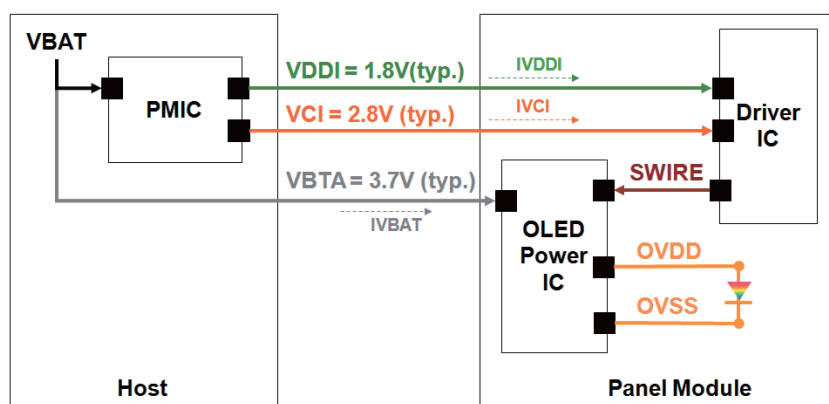 VBAT
PMIC
VDDI = 1.8V(typ.)
IVDDI
VCI = 2.8V (typ.)
IVCI
Driver
IC
VBTA = 3.7V (typ.)
IVBAT
SWIRE
OLED
Power
IC
OVDD
OVSS
Host
Panel Module